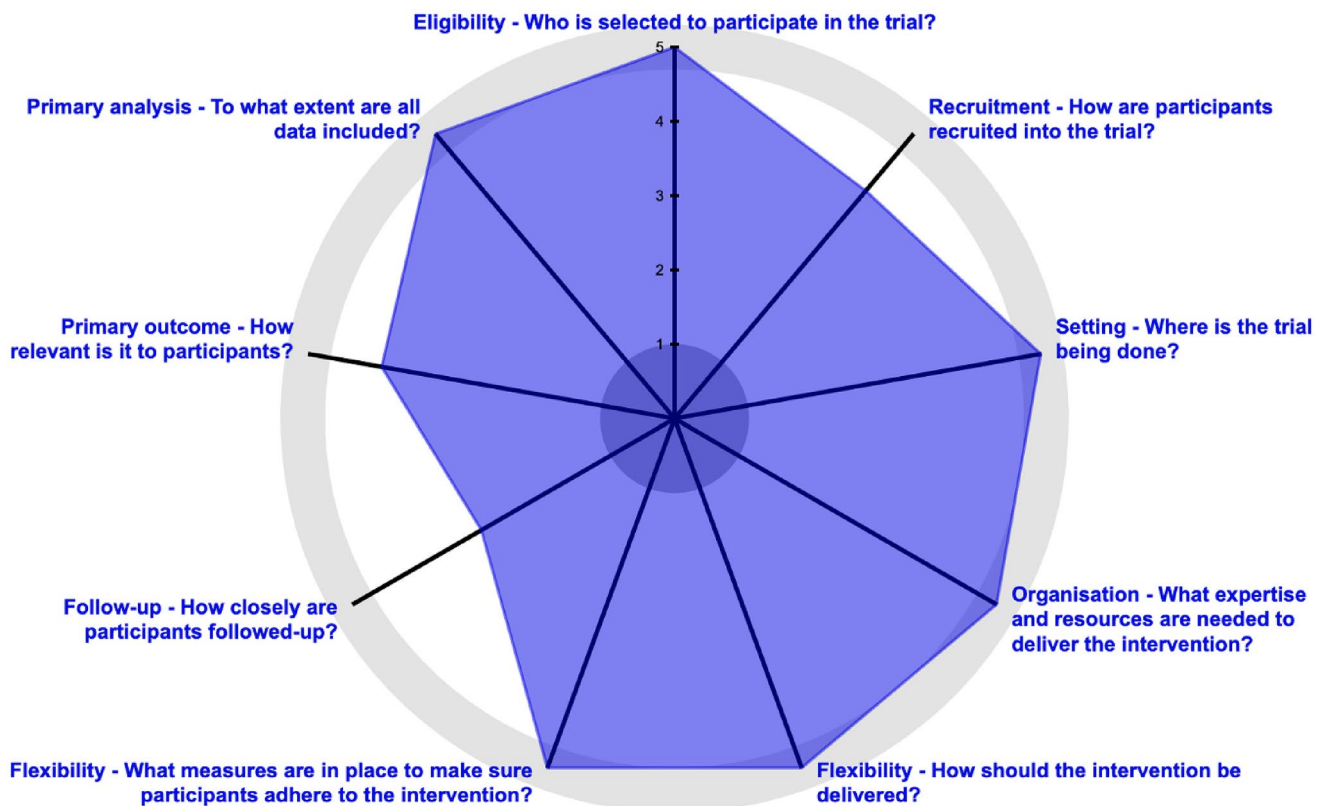 Eligibility - Who is selected to participate in the trial?
5
4
3
2
1
Recruitment - How are participants
recruited into the trial?
Setting - Where is the trial
being done?
Organisation - What expertise
and resources are needed to
deliver the intervention?
Flexibility - How should the intervention be
delivered?
Flexibility - What measures are in place to make sure
participants adhere to the intervention?
Follow-up - How closely are
participants followed-up?
Primary outcome - How
relevant is it to participants?
Primary analysis - To what extent are all
data included?